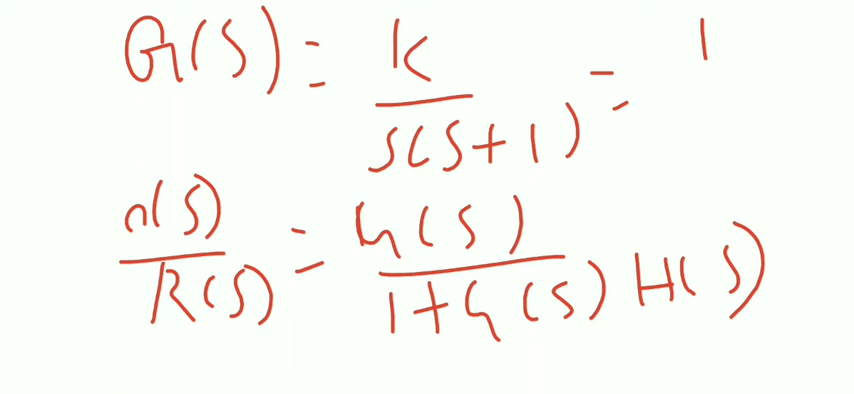 G(S) = K / S(S+1) = 1
n(S) / R(S) = G(S) / 1+G(S)H(S)